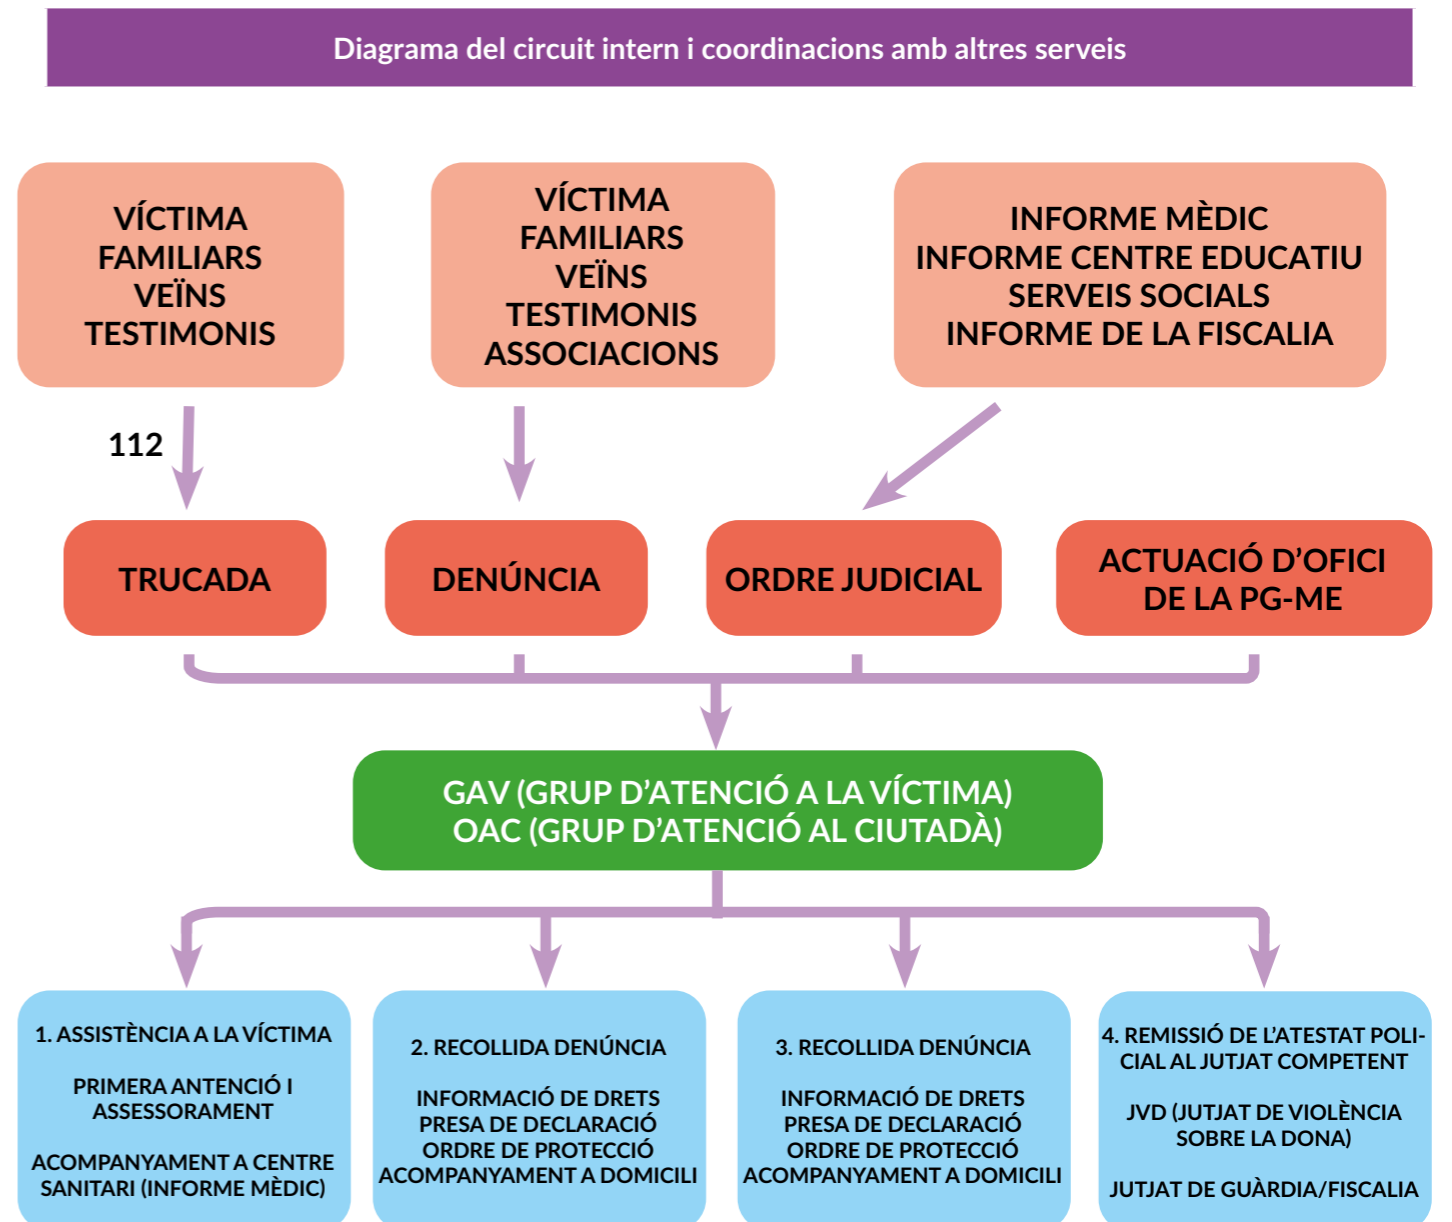 Diagrama del circuit intern i coordinacions amb altres serveis
VÍCTIMA
FAMILIARS
VEÏNS
TESTIMONIS
VÍCTIMA
FAMILIARS
VEÏNS
TESTIMONIS
ASSOCIACIONS
INFORME MÈDIC
INFORME CENTRE EDUCATIU
SERVEIS SOCIALS
INFORME DE LA FISCALIA
112
TRUCADA
DENÚNCIA
ORDRE JUDICIAL
ACTUACIÓ D’OFICI
DE LA PG-ME
GAV (GRUP D’ATENCIÓ A LA VÍCTIMA)
OAC (GRUP D’ATENCIÓ AL CIUTADÀ)
1. ASSISTÈNCIA A LA VÍCTIMA
PRIMERA ANTENCIÓ I
ASSESSORAMENT
ACOMPANYAMENT A CENTRE
SANITARI (INFORME MÈDIC)
2. RECOLLIDA DENÚNCIA
INFORMACIÓ DE DRETS
PRESA DE DECLARACIÓ
ORDRE DE PROTECCIÓ
ACOMPANYAMENT A DOMICILI
3. RECOLLIDA DENÚNCIA
INFORMACIÓ DE DRETS
PRESA DE DECLARACIÓ
ORDRE DE PROTECCIÓ
ACOMPANYAMENT A DOMICILI
4. REMISSIÓ DE L’ATESTAT POLI-
CIAL AL JUTJAT COMPETENT
JVD (JUTJAT DE VIOLÈNCIA
SOBRE LA DONA)
JUTJAT DE GUÀRDIA/FISCALIA